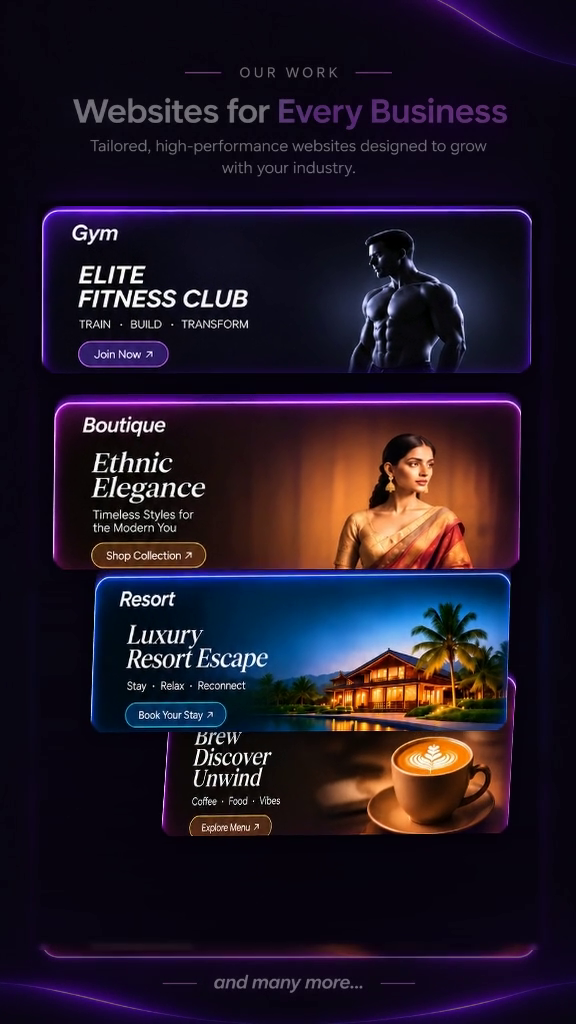 OUR WORK
Websites for Every Business
Tailored, high-performance websites designed to grow
with your industry.
Gym
ELITE
FITNESS CLUB
TRAIN · BUILD · TRANSFORM
Join Now ↗
Boutique
Ethnic
Elegance
Timeless Styles for
the Modern You
Shop Collection ↗
Resort
Luxury
Resort Escape
Stay · Relax · Reconnect
Book Your Stay ↗
Brew
Discover
Unwind
Coffee · Food · Vibes
Explore Menu ↗
and many more...